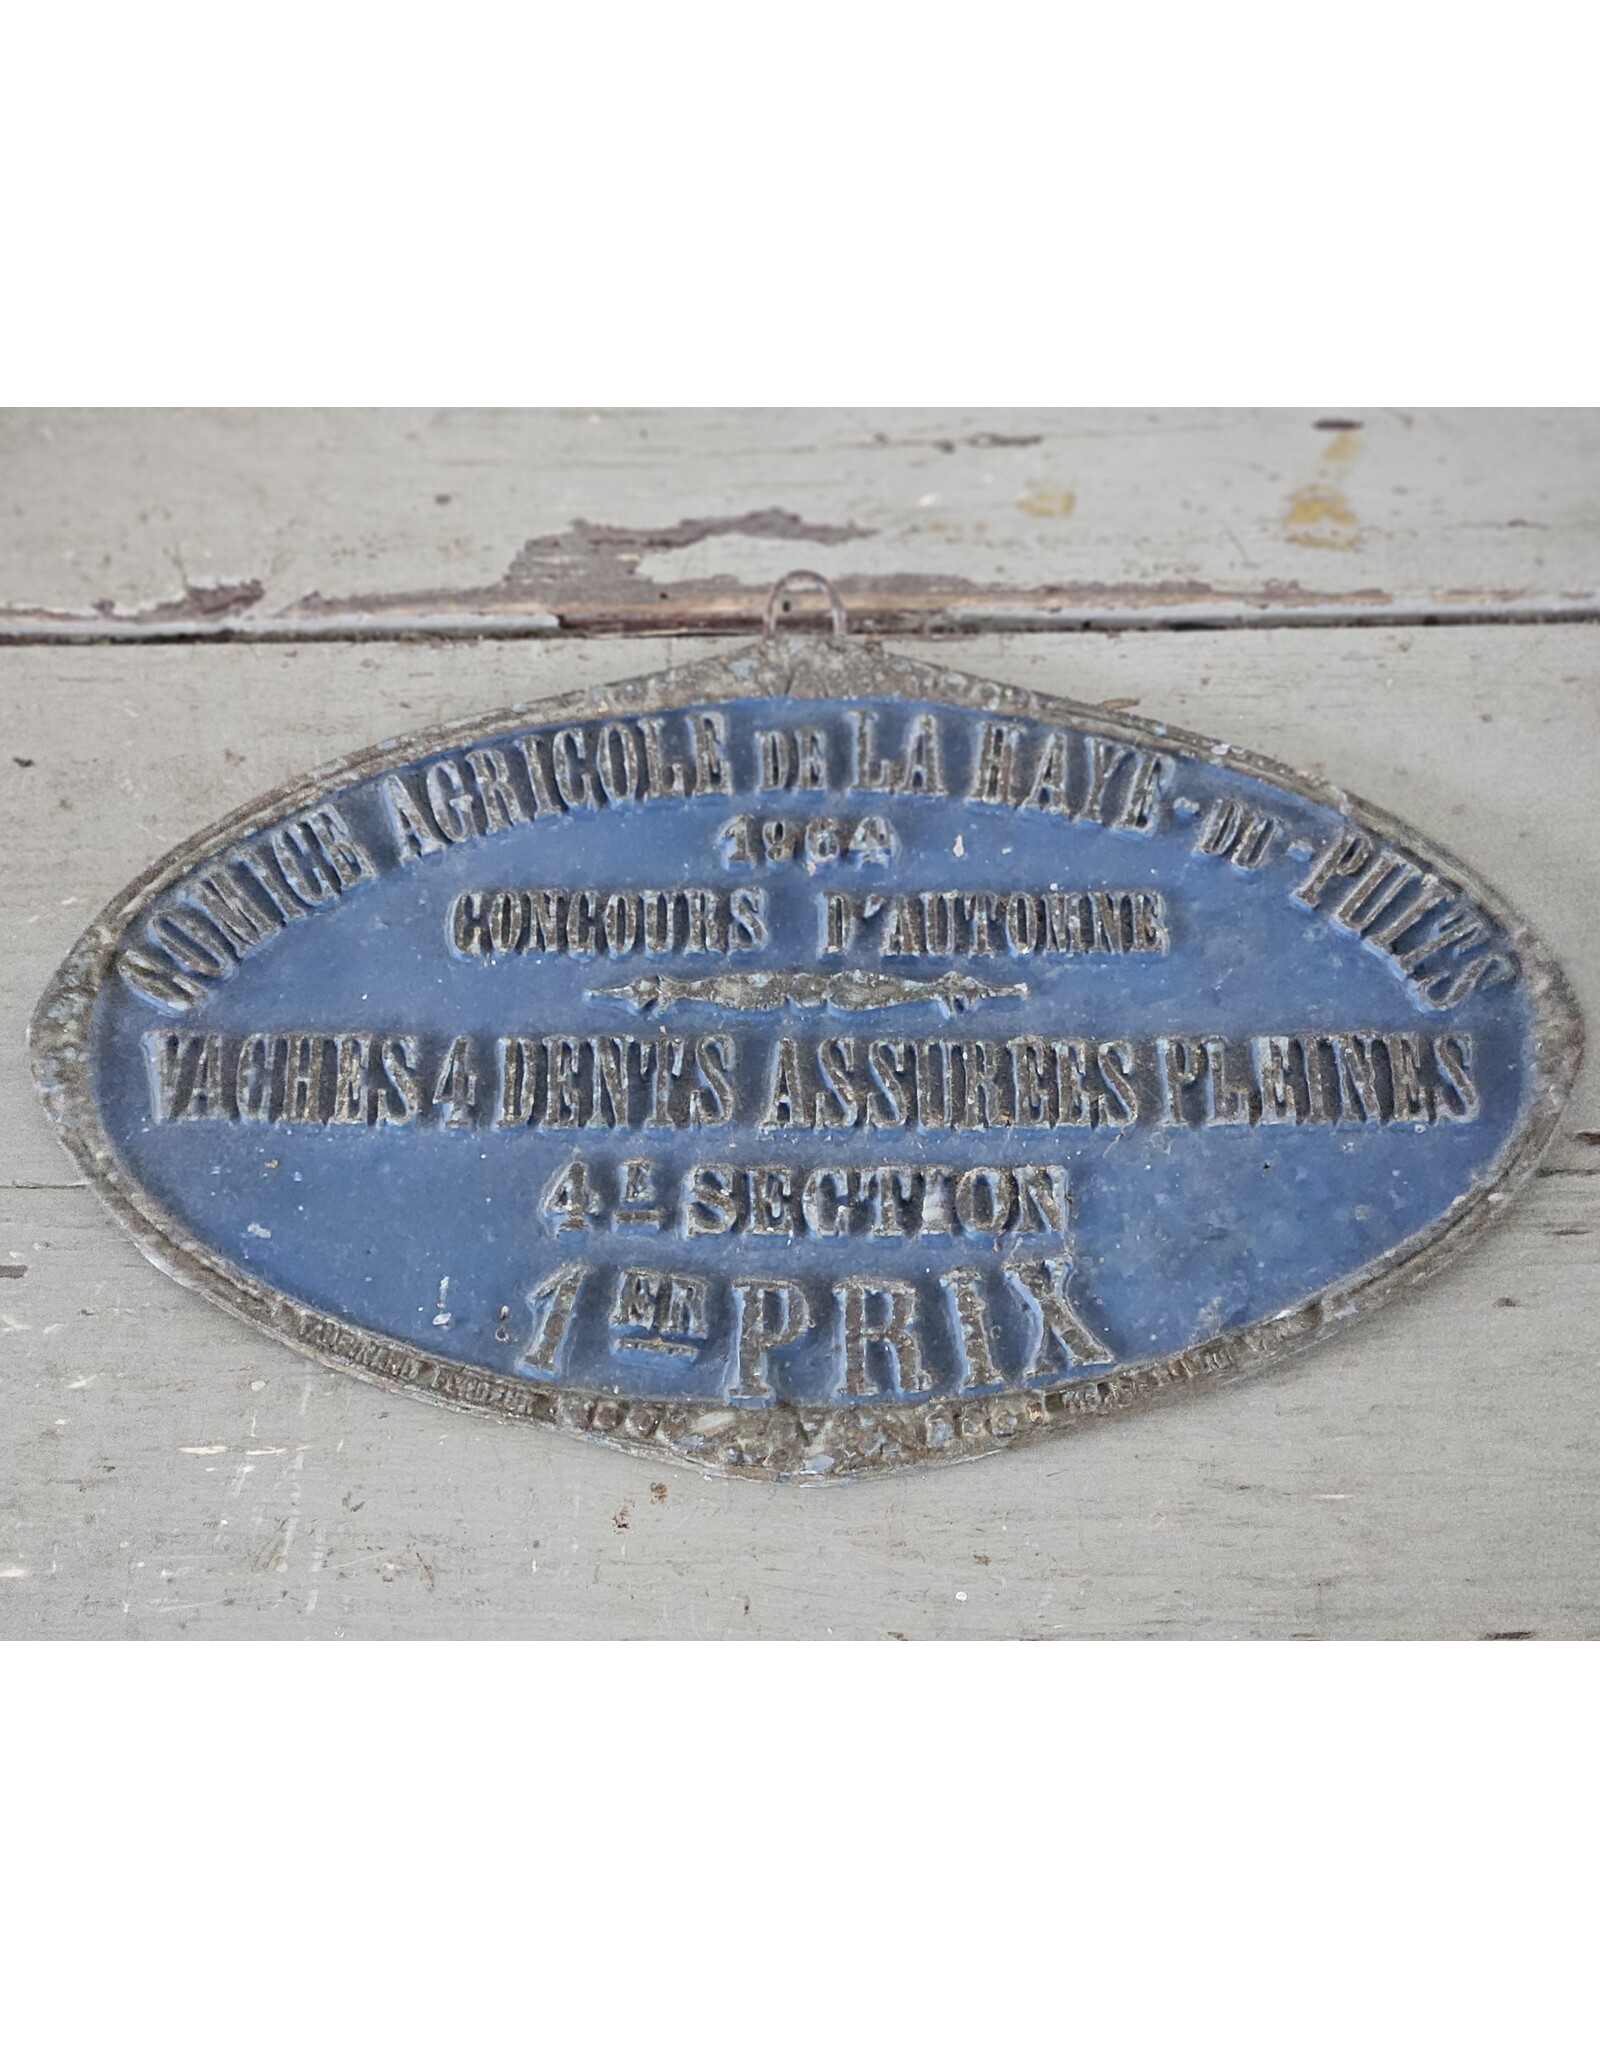 COMICE AGRICOLE DE LA HAYE-DU-PUITS
1964
CONCOURS D'AUTOMNE
VACHES 4 DENTS ASSUREES PLEINES
4E SECTION
1ER PRIX